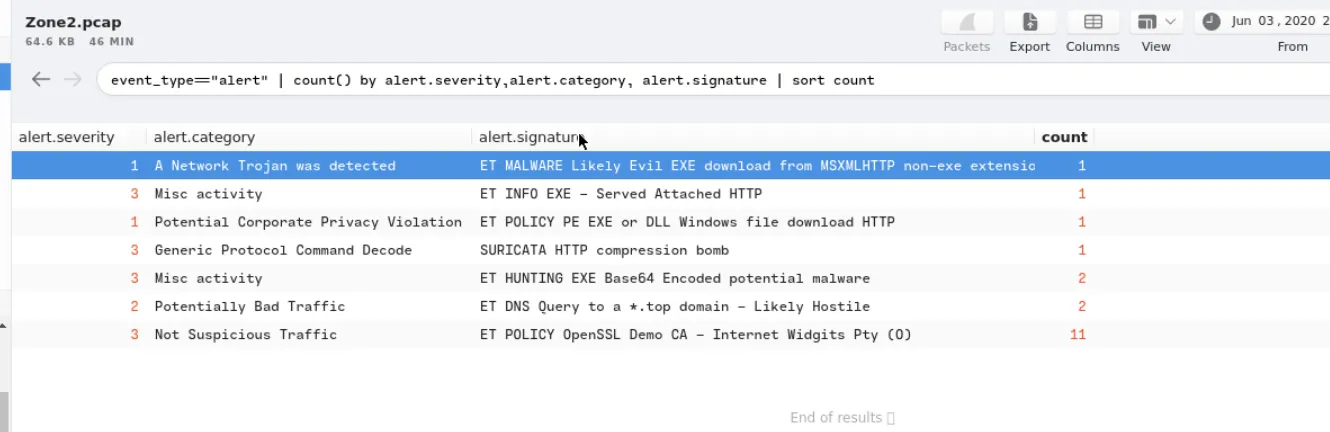 Zone2.pcap
64.6 KB 46 MIN
Packets Export Columns View Jun 03 , 2020 2
From
event_type=="alert" | count() by alert.severity,alert.category, alert.signature | sort count
alert.severity alert.category alert.signature count
1 A Network Trojan was detected ET MALWARE Likely Evil EXE download from MSXMLHTTP non-exe extensio 1
3 Misc activity ET INFO EXE - Served Attached HTTP 1
1 Potential Corporate Privacy Violation ET POLICY PE EXE or DLL Windows file download HTTP 1
3 Generic Protocol Command Decode SURICATA HTTP compression bomb 1
3 Misc activity ET HUNTING EXE Base64 Encoded potential malware 2
2 Potentially Bad Traffic ET DNS Query to a *.top domain - Likely Hostile 2
3 Not Suspicious Traffic ET POLICY OpenSSL Demo CA - Internet Widgits Pty (O) 11
End of results